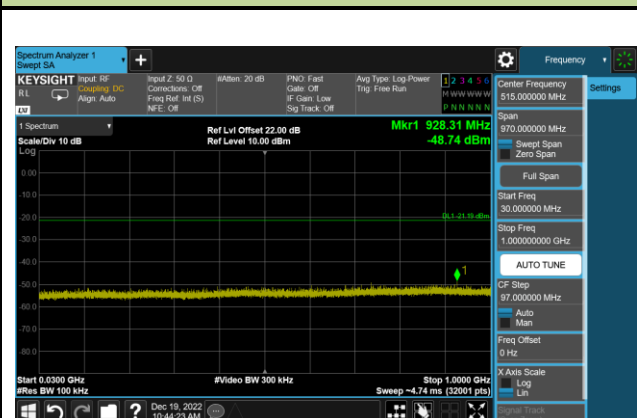 Spectrum Analyzer 1
Swept SA
Frequency
KEYSIGHT
RL
LXI
Input: RF
Coupling: DC
Align: Auto
Input Z: 50 Ω
Corrections: Off
Freq Ref: Int (S)
NFE: Off
#Atten: 20 dB
PNO: Fast
Gate: Off
IF Gain: Low
Sig Track: Off
Avg Type: Log-Power
Trig: Free Run
1 2 3 4 5 6
M W W W W W
P N N N N N
Center Frequency
515.000000 MHz
Settings
Span
970.000000 MHz
Swept Span
Zero Span
Full Span
Start Freq
30.000000 MHz
Stop Freq
1.000000000 GHz
AUTO TUNE
CF Step
97.000000 MHz
Auto
Man
Freq Offset
0 Hz
X Axis Scale
Log
Lin
Signal Track
1 Spectrum
Scale/Div 10 dB
Log
Ref Lvl Offset 22.00 dB
Ref Level 10.00 dBm
Mkr1 928.31 MHz
-48.74 dBm
0.00
-10.0
-20.0
DL1 -21.19 dBm
-30.0
-40.0
1
-50.0
-60.0
-70.0
-80.0
Start 0.0300 GHz
#Res BW 100 kHz
#Video BW 300 kHz
Stop 1.0000 GHz
Sweep ~4.74 ms (32001 pts)
Dec 19, 2022
10:44:23 AM